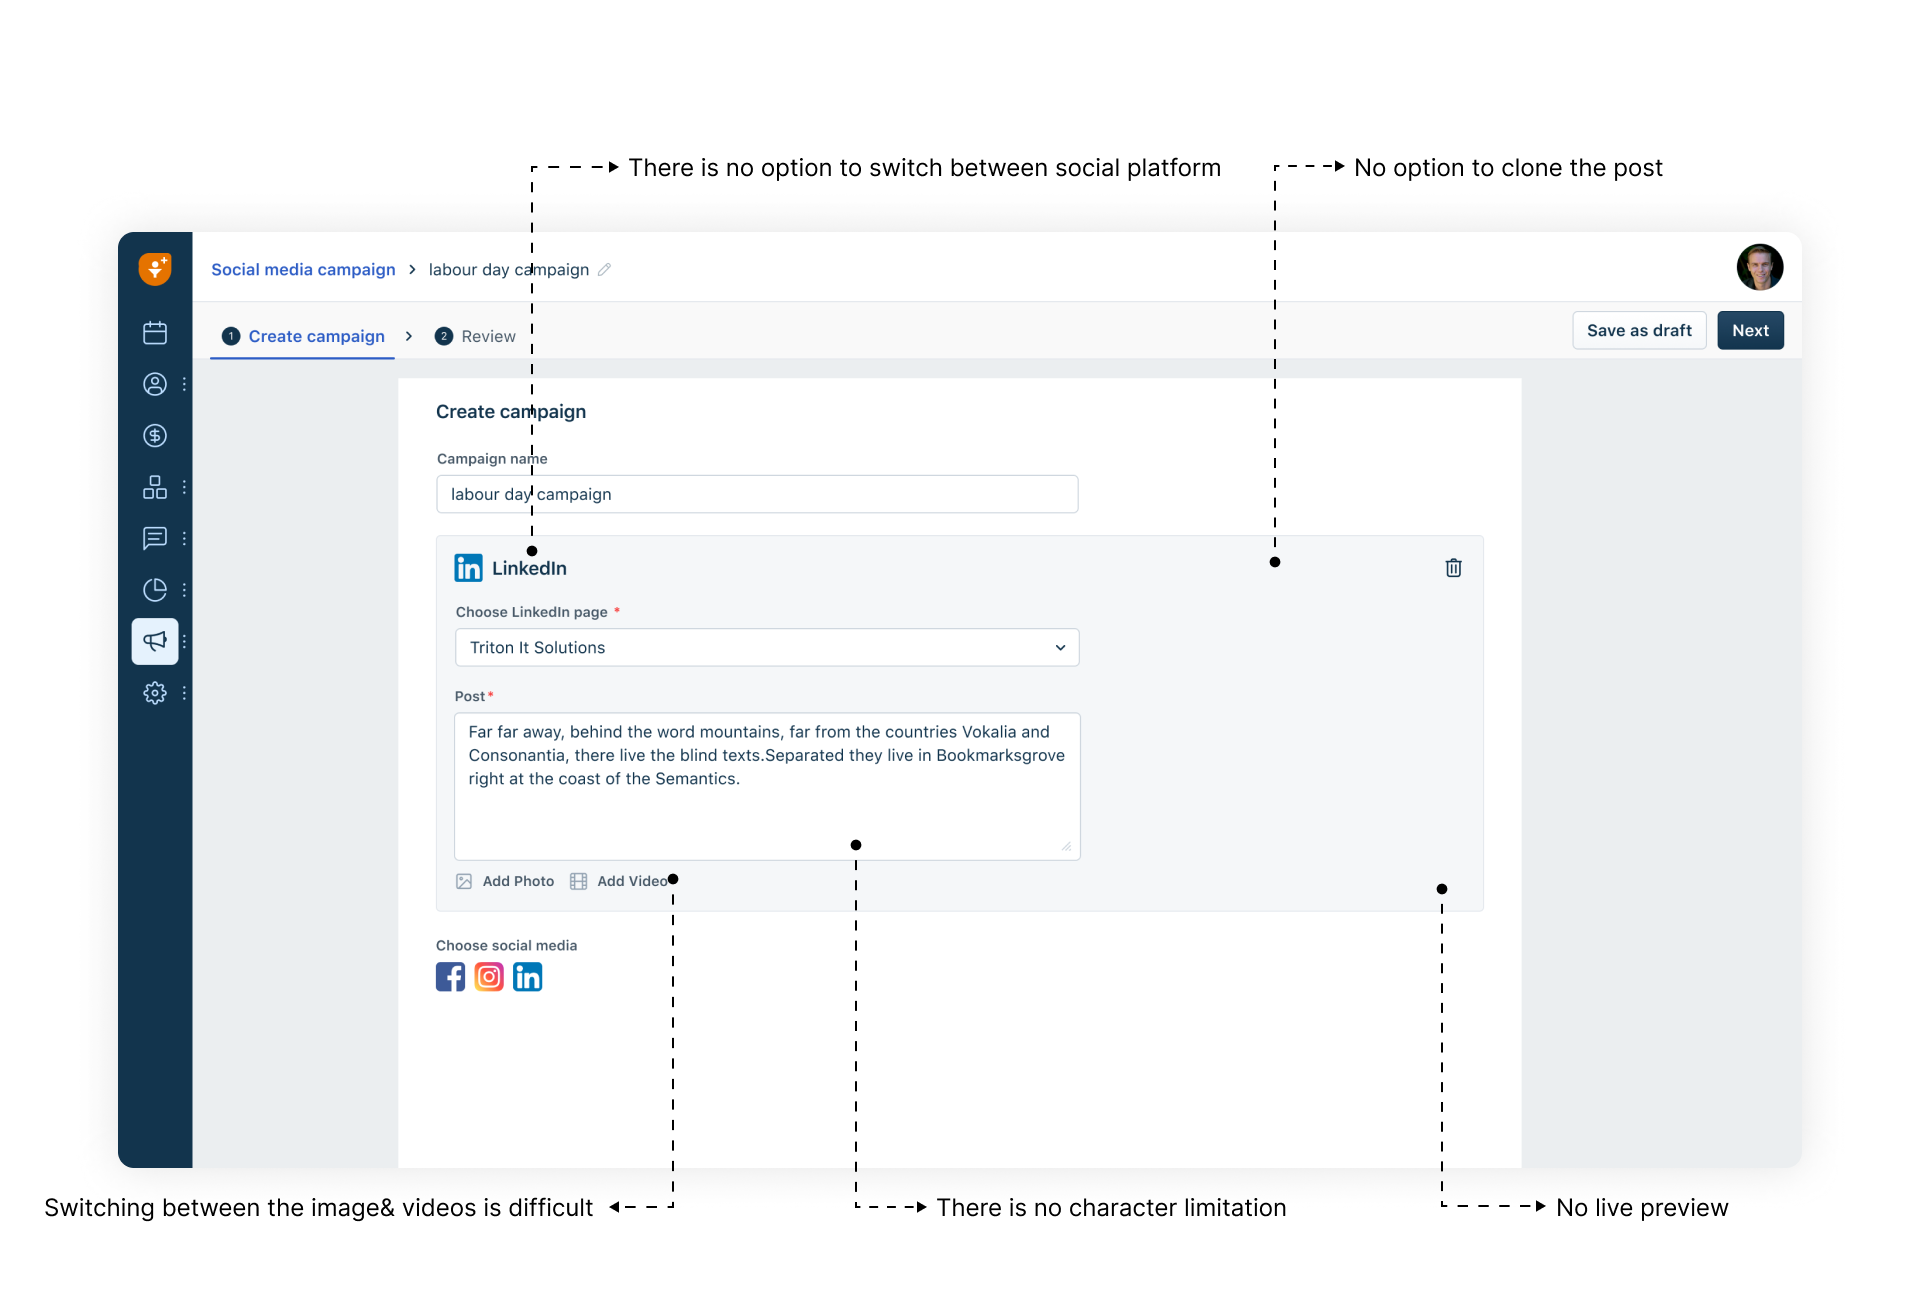 There is no option to switch between social platform
No option to clone the post
Social media campaign
labour day campaign
1 Create campaign
2 Review
Save as draft
Next
Create campaign
Campaign name
labour day campaign
in LinkedIn
Choose LinkedIn page *
Triton It Solutions
Post*
Far far away, behind the word mountains, far from the countries Vokalia and
Consonantia, there live the blind texts.Separated they live in Bookmarksgrove
right at the coast of the Semantics.
Add Photo
Add Video
Choose social media
Switching between the image& videos is difficult
There is no character limitation
No live preview